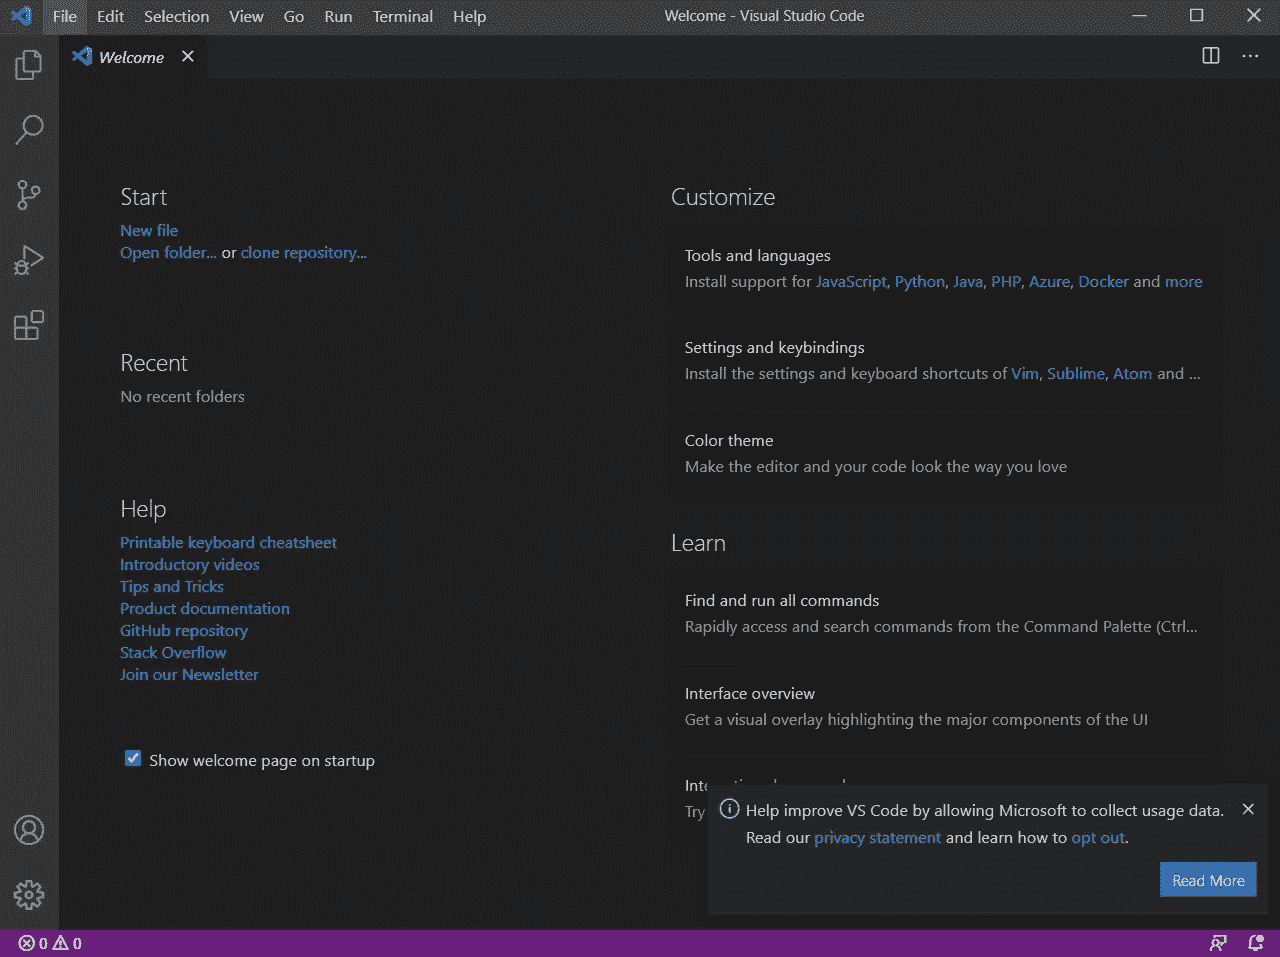 File Edit Selection View Go Run Terminal Help Welcome - Visual Studio Code
Welcome
Start
New file
Open folder... or clone repository...
Recent
No recent folders
Help
Printable keyboard cheatsheet
Introductory videos
Tips and Tricks
Product documentation
GitHub repository
Stack Overflow
Join our Newsletter
Show welcome page on startup
Customize
Tools and languages
Install support for JavaScript, Python, Java, PHP, Azure, Docker and more
Settings and keybindings
Install the settings and keyboard shortcuts of Vim, Sublime, Atom and ...
Color theme
Make the editor and your code look the way you love
Learn
Find and run all commands
Rapidly access and search commands from the Command Palette (Ctrl...
Interface overview
Get a visual overlay highlighting the major components of the UI
Try
Help improve VS Code by allowing Microsoft to collect usage data.
Read our privacy statement and learn how to opt out.
Read More
0 0